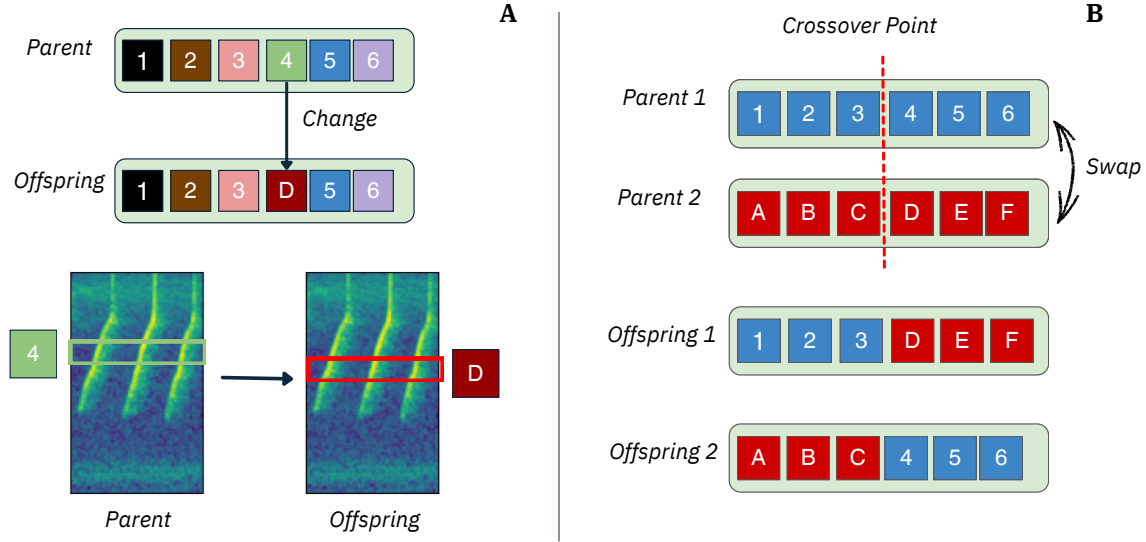 A
Parent
1 2 3 4 5 6
Change
Offspring
1 2 3 D 5 6
4
D
Parent
Offspring
B
Crossover Point
Parent 1
1 2 3 4 5 6
Swap
Parent 2
A B C D E F
Offspring 1
1 2 3 D E F
Offspring 2
A B C 4 5 6